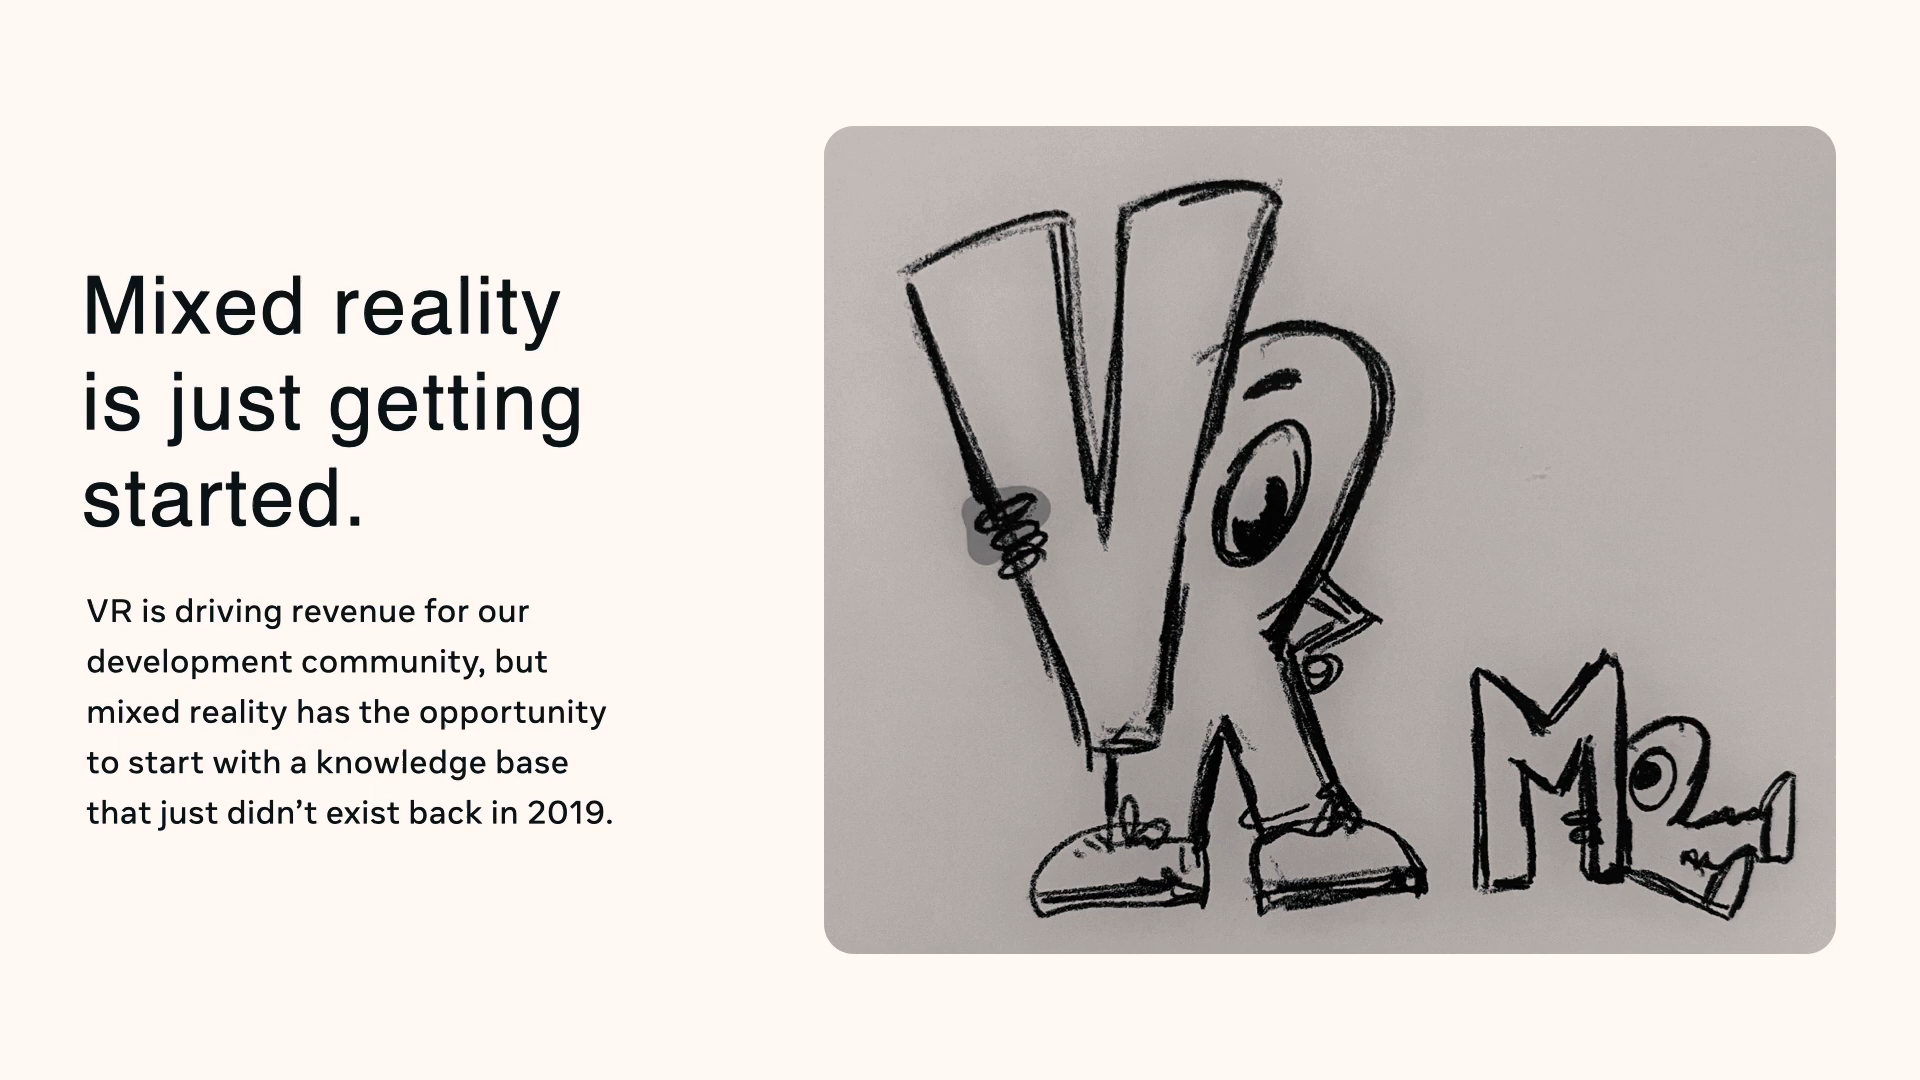 Mixed reality
is just getting
started.
VR is driving revenue for our
development community, but
mixed reality has the opportunity
to start with a knowledge base
that just didn’t exist back in 2019.
VR
MR